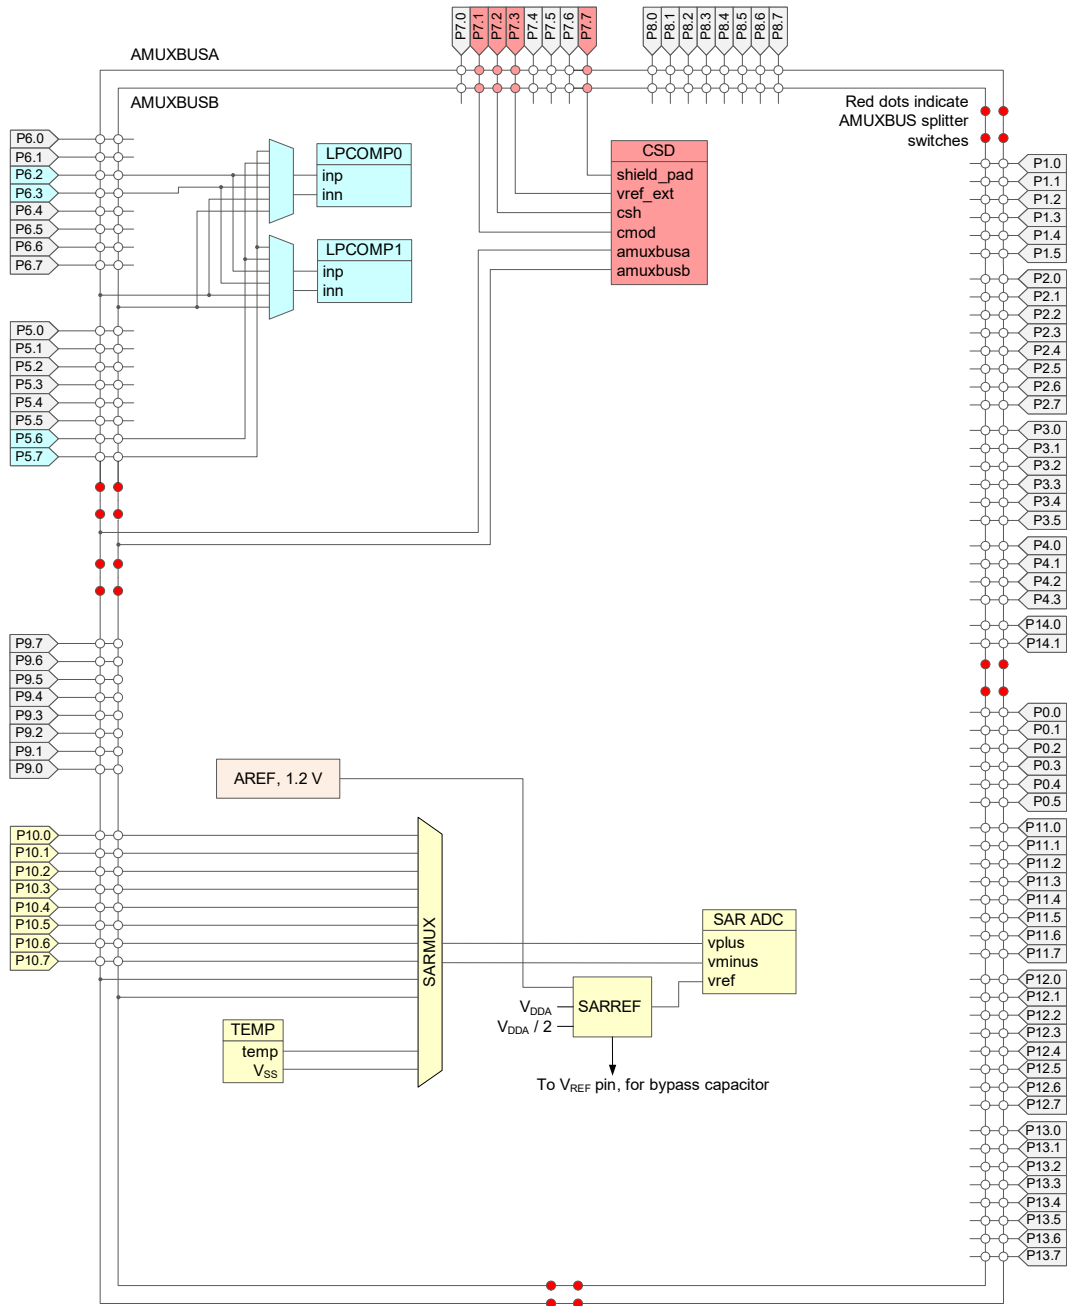 P7.0
P7.1
P7.2
P7.3
P7.4
P7.5
P7.6
P7.7
P8.0
P8.1
P8.2
P8.3
P8.4
P8.5
P8.6
P8.7
AMUXBUSA
AMUXBUSB
Red dots indicate
AMUXBUS splitter
switches
P6.0
P6.1
P6.2
P6.3
P6.4
P6.5
P6.6
P6.7
LPCOMP0
inp
inn
LPCOMP1
inp
inn
CSD
shield_pad
vref_ext
csh
cmod
amuxbusa
amuxbusb
P1.0
P1.1
P1.2
P1.3
P1.4
P1.5
P2.0
P2.1
P2.2
P2.3
P2.4
P2.5
P2.6
P2.7
P5.0
P5.1
P5.2
P5.3
P5.4
P5.5
P5.6
P5.7
P3.0
P3.1
P3.2
P3.3
P3.4
P3.5
P4.0
P4.1
P4.2
P4.3
P14.0
P14.1
P9.7
P9.6
P9.5
P9.4
P9.3
P9.2
P9.1
P9.0
P0.0
P0.1
P0.2
P0.3
P0.4
P0.5
AREF, 1.2 V
P10.0
P10.1
P10.2
P10.3
P10.4
P10.5
P10.6
P10.7
SARMUX
SAR ADC
vplus
vminus
vref
SARREF
VDDA
VDDA / 2
TEMP
temp
VSS
To VREF pin, for bypass capacitor
P11.0
P11.1
P11.2
P11.3
P11.4
P11.5
P11.6
P11.7
P12.0
P12.1
P12.2
P12.3
P12.4
P12.5
P12.6
P12.7
P13.0
P13.1
P13.2
P13.3
P13.4
P13.5
P13.6
P13.7